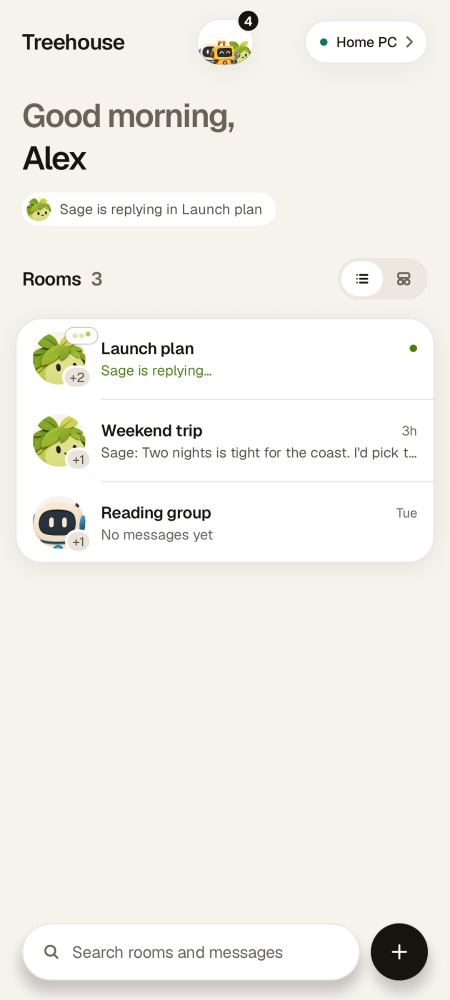 Treehouse
4
Home PC
Good morning,
Alex
Sage is replying in Launch plan
Rooms 3
Launch plan
Sage is replying...
+2
Weekend trip 3h
Sage: Two nights is tight for the coast. I'd pick t...
+1
Reading group Tue
No messages yet
+1
Search rooms and messages